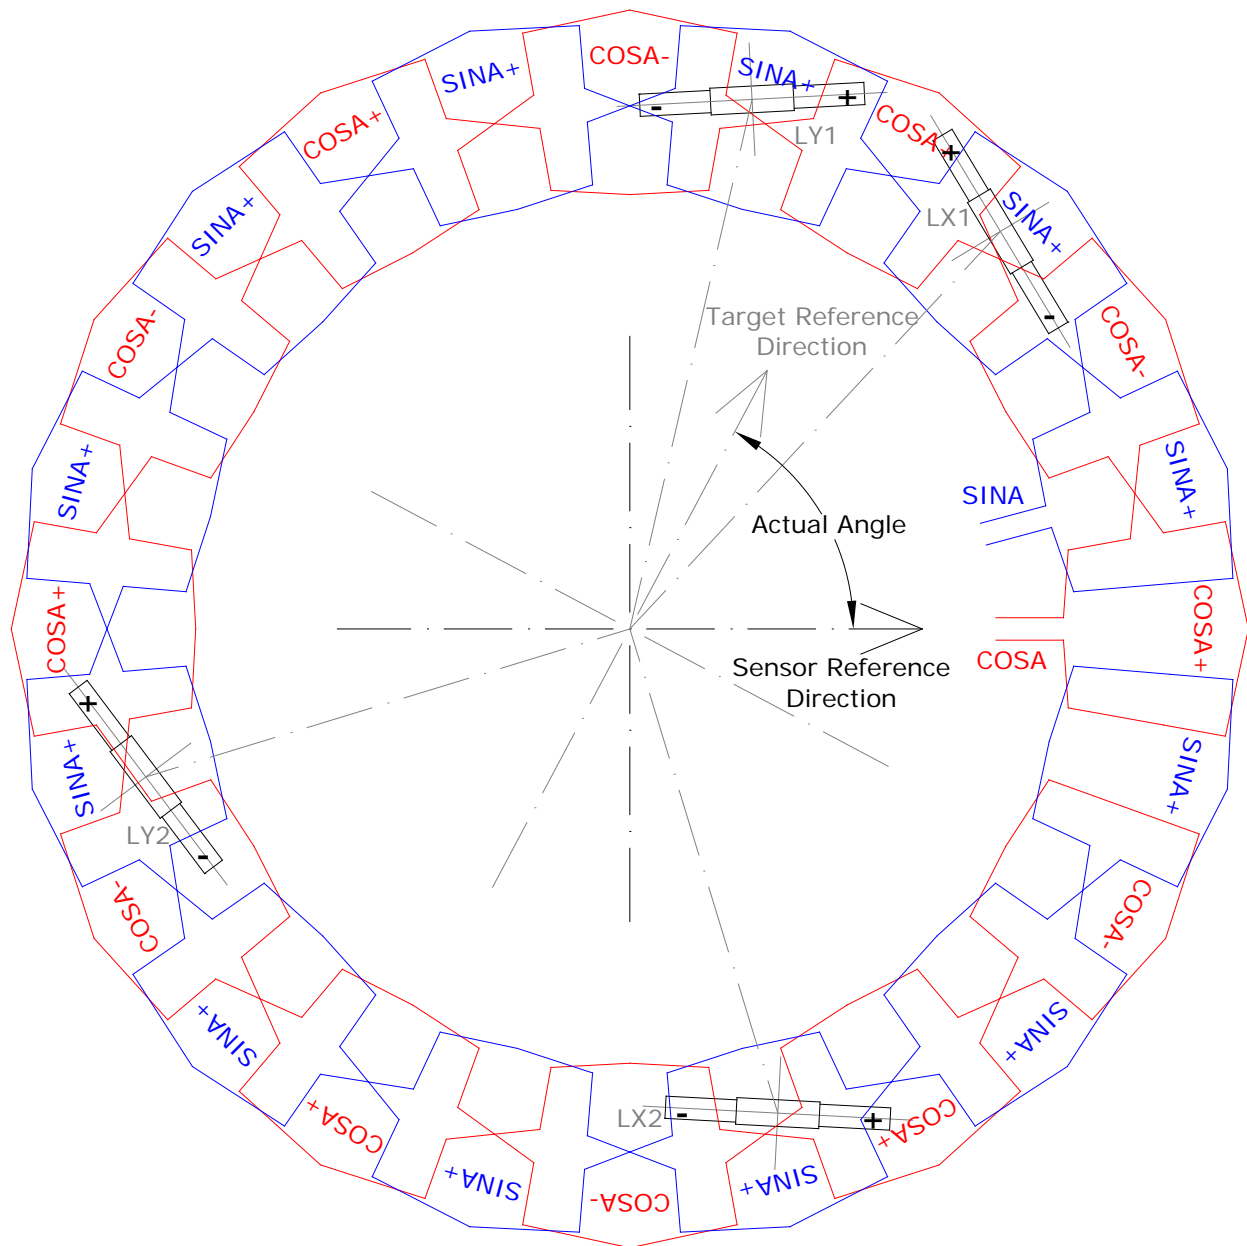 COSA-
SINA+
SINA+
-
+
COSA+
LY1
COSA+
+
SINA+
LX1
SINA+
Target Reference
Direction
-
COSA-
COSA-
SINA+
SINA+
SINA
Actual Angle
COSA+
COSA+
Sensor Reference
Direction
COSA
+
SINA+
SINA+
LY2
-
COSA-
COSA-
SINA+
SINA+
LX2
-
+
COSA+
COSA+
SINA+
SINA+
COSA-